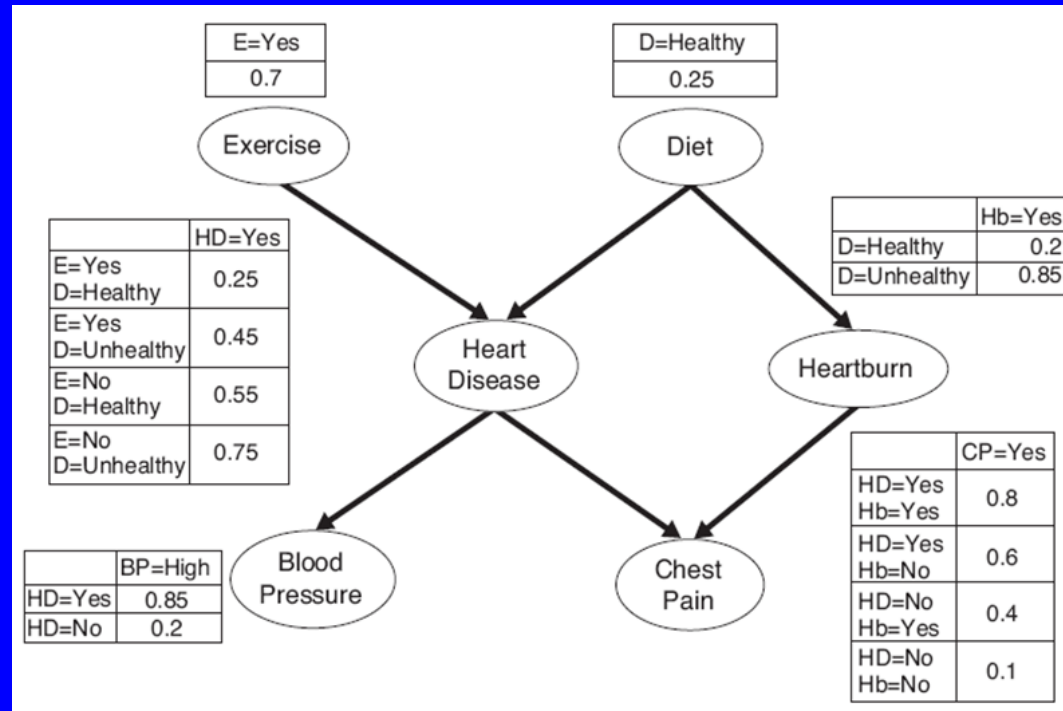 E=Yes
0.7
D=Healthy
0.25
Exercise
Diet
HD=Yes
E=Yes
D=Healthy
0.25
E=Yes
D=Unhealthy
0.45
E=No
D=Healthy
0.55
E=No
D=Unhealthy
0.75
Hb=Yes
D=Healthy 0.2
D=Unhealthy 0.85
Heart
Disease
Heartburn
BP=High
HD=Yes 0.85
HD=No 0.2
Blood
Pressure
Chest
Pain
CP=Yes
HD=Yes
Hb=Yes
0.8
HD=Yes
Hb=No
0.6
HD=No
Hb=Yes
0.4
HD=No
Hb=No
0.1